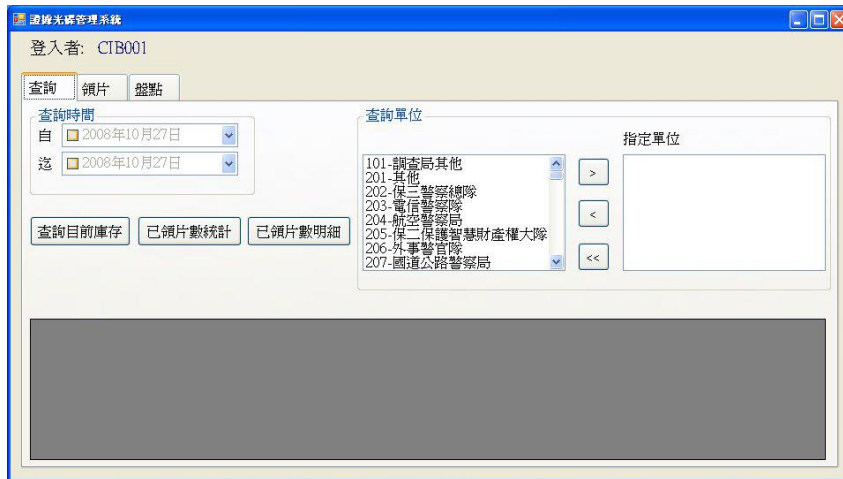 證據光碟管理系統
登入者: CIB001
查詢 領片 盤點
查詢時間
自 2008年10月27日
迄 2008年10月27日
查詢目前庫存 已領片數統計 已領片數明細
查詢單位
101-調查局其他
201-其他
202-保三警察總隊
203-電信警察隊
204-航空警察局
205-保二保護智慧財產權大隊
206-外事警官隊
207-國道公路警察局
>
<
<<
指定單位